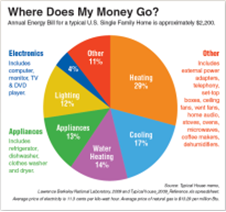 Where Does My Money Go?
Annual Energy Bill for a typical U.S. Single Family Home is approximately $2,200.
Electronics
Includes
computer,
monitor, TV
& DVD
player.
4%
Other
11%
Heating
29%
Other
Includes
external power
adapters,
telephony,
set-top
boxes, ceiling
fans, vent
fans, home
audio, stoves,
ovens,
microwaves,
coffee makers,
dehumidifiers.
Lighting
12%
Appliances
Includes
refrigerator,
dishwasher,
clothes washer
and dryer.
Appliances
13%
Water
Heating
14%
Cooling
17%
Source: Typical House memo,
Lawrence Berkeley National Laboratory, 2009 and